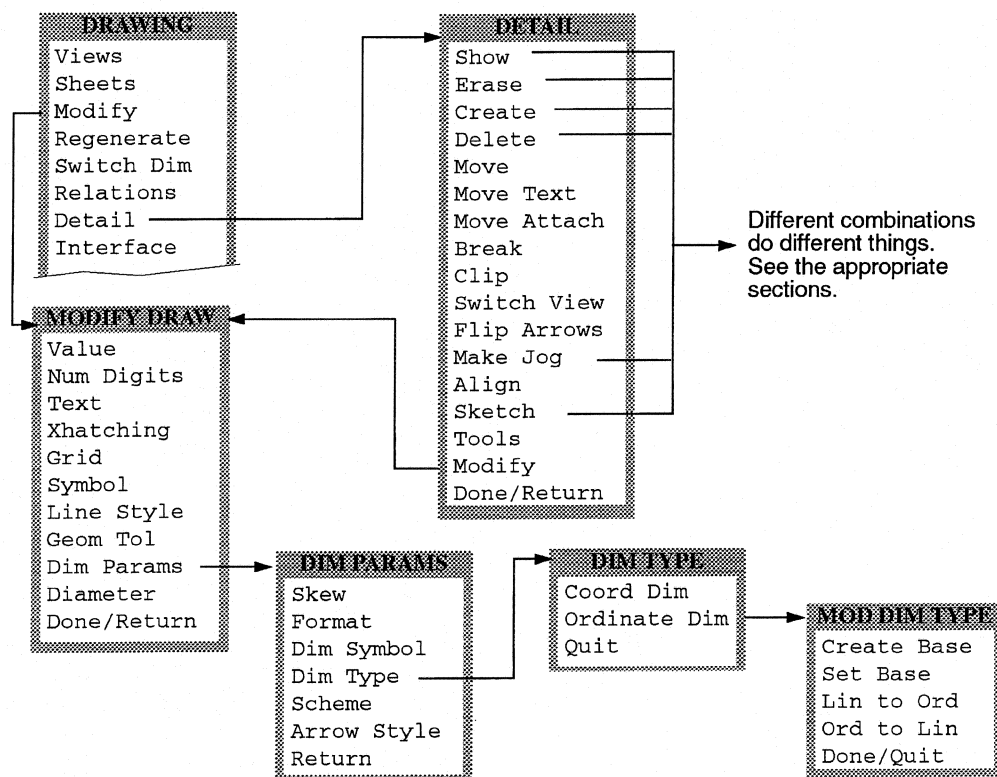 DRAWING
Views
Sheets
Modify
Regenerate
Switch Dim
Relations
Detail
Interface
DETAIL
Show
Erase
Create
Delete
Move
Move Text
Move Attach
Break
Clip
Switch View
Flip Arrows
Make Jog
Align
Sketch
Tools
Modify
Done/Return
Different combinations
do different things.
See the appropriate
sections.
MODIFY DRAW
Value
Num Digits
Text
Xhatching
Grid
Symbol
Line Style
Geom Tol
Dim Params
Diameter
Done/Return
DIM PARAMS
Skew
Format
Dim Symbol
Dim Type
Scheme
Arrow Style
Return
DIM TYPE
Coord Dim
Ordinate Dim
Quit
MOD DIM TYPE
Create Base
Set Base
Lin to Ord
Ord to Lin
Done/Quit